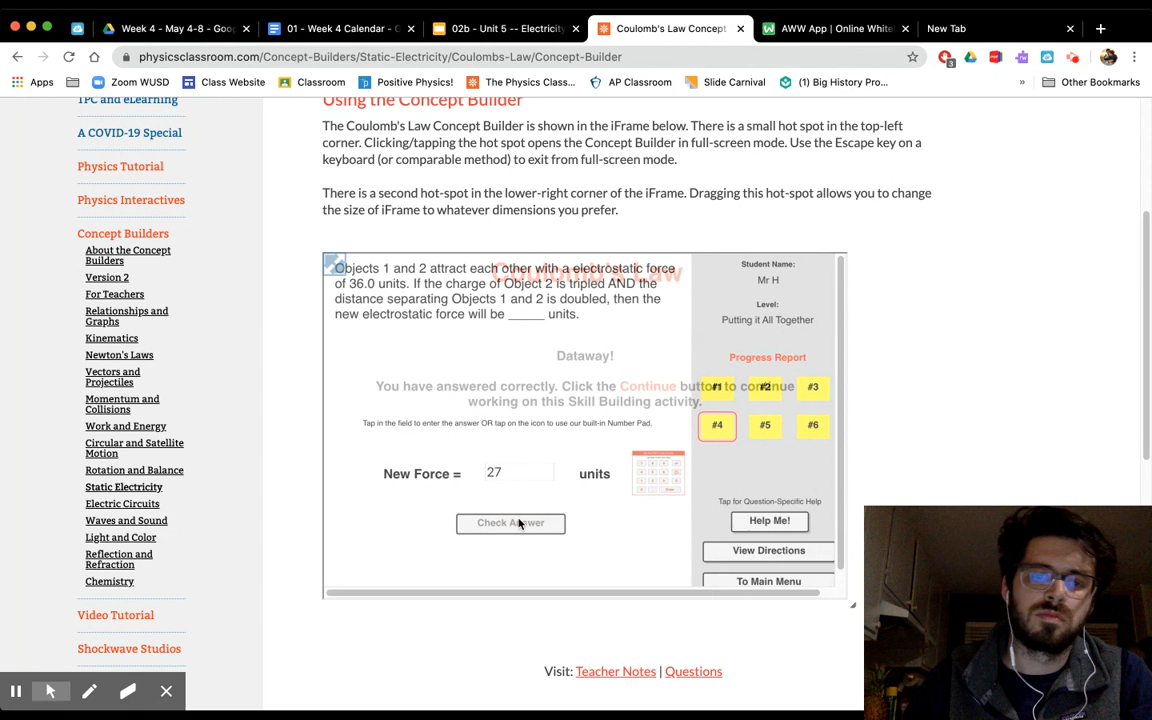 Week 4 - May 4-8 - Goo
01 - Week 4 Calendar - G
02b - Unit 5 -- Electricity
Coulomb's Law Concept
AWW App | Online White
New Tab
physicsclassroom.com/Concept-Builders/Static-Electricity/Coulombs-Law/Concept-Builder
3
Apps
Zoom WUSD
Class Website
Classroom
Positive Physics!
The Physics Class...
AP Classroom
Slide Carnival
(1) Big History Pro...
»
Other Bookmarks
TPC and eLearning
A COVID-19 Special
Physics Tutorial
Physics Interactives
Concept Builders
About the Concept
Builders
Version 2
For Teachers
Relationships and
Graphs
Kinematics
Newton's Laws
Vectors and
Projectiles
Momentum and
Collisions
Work and Energy
Circular and Satellite
Motion
Rotation and Balance
Static Electricity
Electric Circuits
Waves and Sound
Light and Color
Reflection and
Refraction
Chemistry
Video Tutorial
Shockwave Studios
Using the Concept Builder
The Coulomb's Law Concept Builder is shown in the iFrame below. There is a small hot spot in the top-left
corner. Clicking/tapping the hot spot opens the Concept Builder in full-screen mode. Use the Escape key on a
keyboard (or comparable method) to exit from full-screen mode.
There is a second hot-spot in the lower-right corner of the iFrame. Dragging this hot-spot allows you to change
the size of iFrame to whatever dimensions you prefer.
Coulomb's Law
Objects 1 and 2 attract each other with a electrostatic force
of 36.0 units. If the charge of Object 2 is tripled AND the
distance separating Objects 1 and 2 is doubled, then the
new electrostatic force will be _____ units.
Dataway!
You have answered correctly. Click the Continue button to continue
working on this Skill Building activity.
Tap in the field to enter the answer OR tap on the icon to use our built-in Number Pad.
New Force = 27 units
Check Answer
Student Name:
Mr H
Level:
Putting it All Together
Progress Report
#1 #2 #3
#4 #5 #6
Tap for Question-Specific Help
Help Me!
View Directions
To Main Menu
Visit: Teacher Notes | Questions